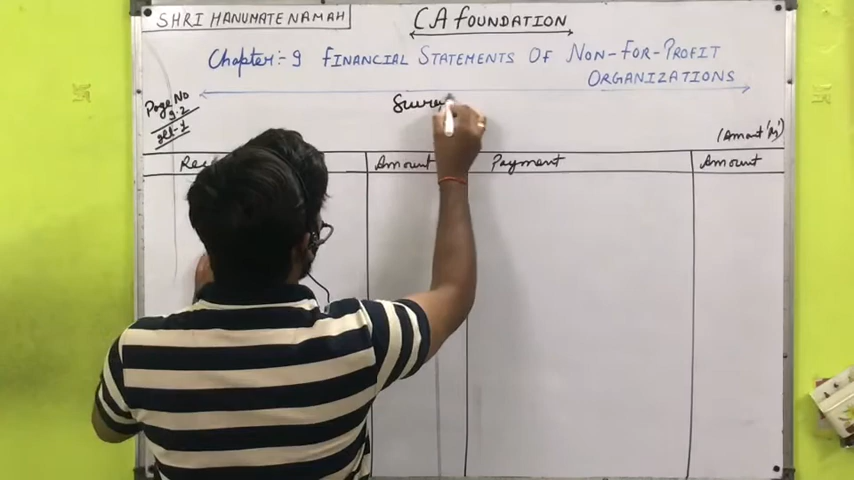 SHRI HANUMATE NAMAH
CA FOUNDATION
Chapter:- 9 FINANCIAL STATEMENTS OF NON-FOR-PROFIT
ORGANIZATIONS
Page No
9.2
(Amount
Amount Payment Amount